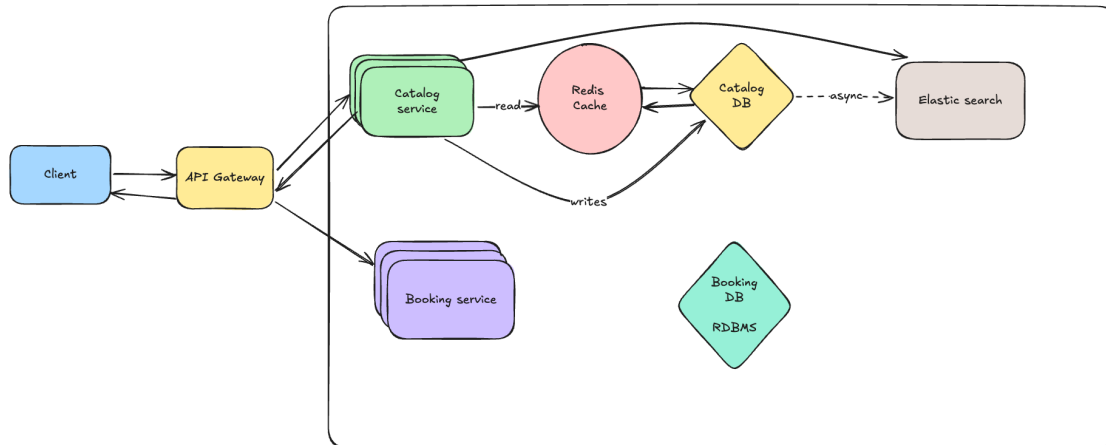 Client
API Gateway
Catalog
service
read
Redis
Cache
Catalog
DB
async
Elastic search
writes
Booking service
Booking
DB
RDBMS